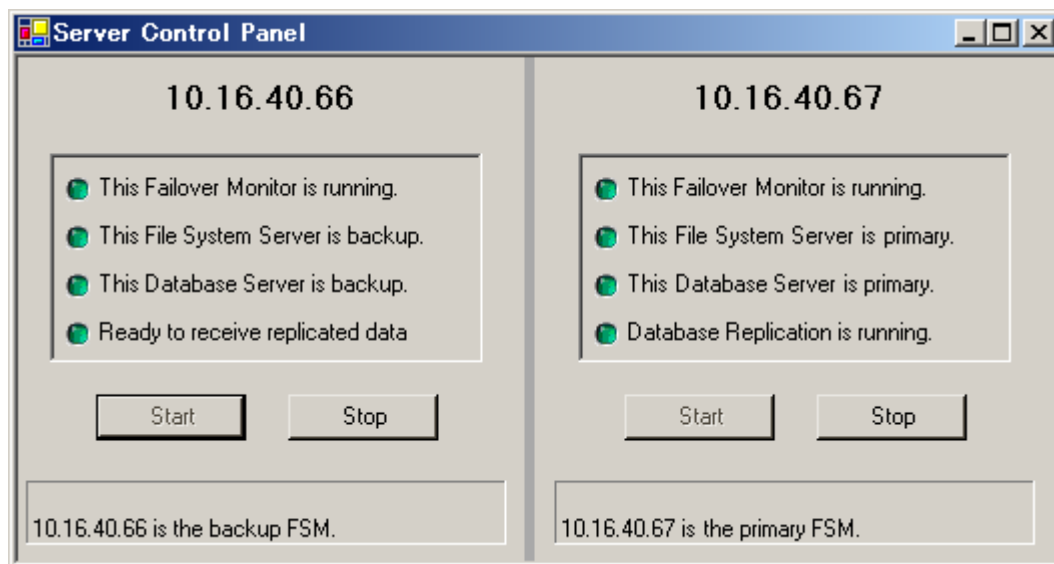 Server Control Panel
10.16.40.66
This Failover Monitor is running.
This File System Server is backup.
This Database Server is backup.
Ready to receive replicated data
Start
Stop
10.16.40.66 is the backup FSM.
10.16.40.67
This Failover Monitor is running.
This File System Server is primary.
This Database Server is primary.
Database Replication is running.
Start
Stop
10.16.40.67 is the primary FSM.